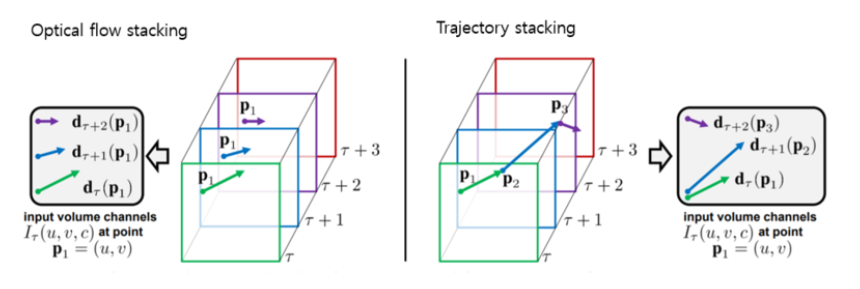 Optical flow stacking
d_{τ+2}(p_1)
d_{τ+1}(p_1)
d_τ(p_1)
input volume channels
I_τ(u, v, c) at point
p_1 = (u, v)
p_1
p_1
p_1
τ + 3
τ + 2
τ + 1
τ
Trajectory stacking
p_3
p_1
p_2
τ + 3
τ + 2
τ + 1
τ
d_{τ+2}(p_3)
d_{τ+1}(p_2)
d_τ(p_1)
input volume channels
I_τ(u, v, c) at point
p_1 = (u, v)